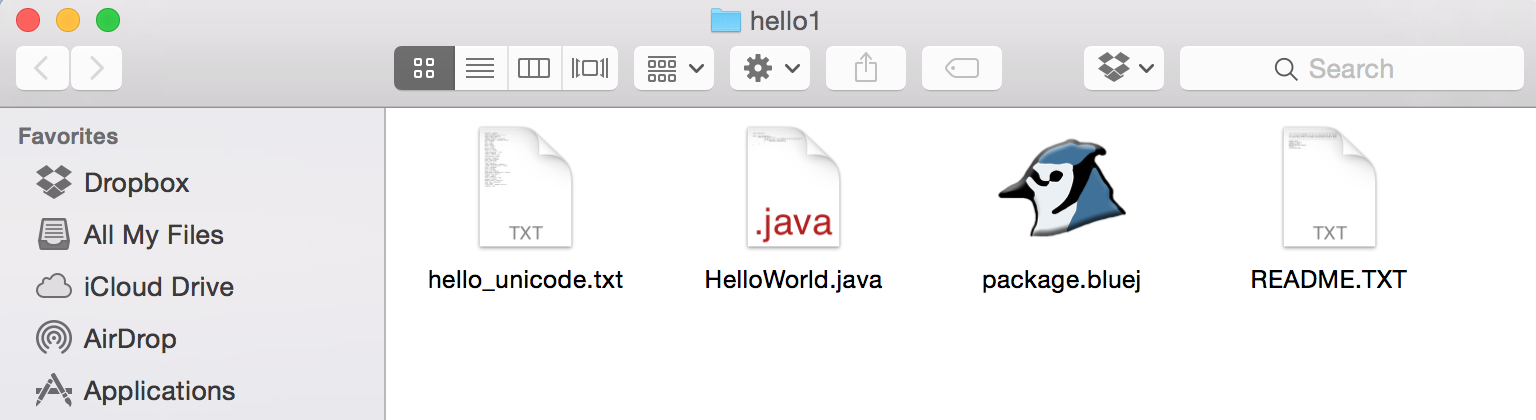 hello1
Search
Favorites
Dropbox
All My Files
iCloud Drive
AirDrop
Applications
TXT
hello_unicode.txt
.java
HelloWorld.java
package.bluej
TXT
README.TXT